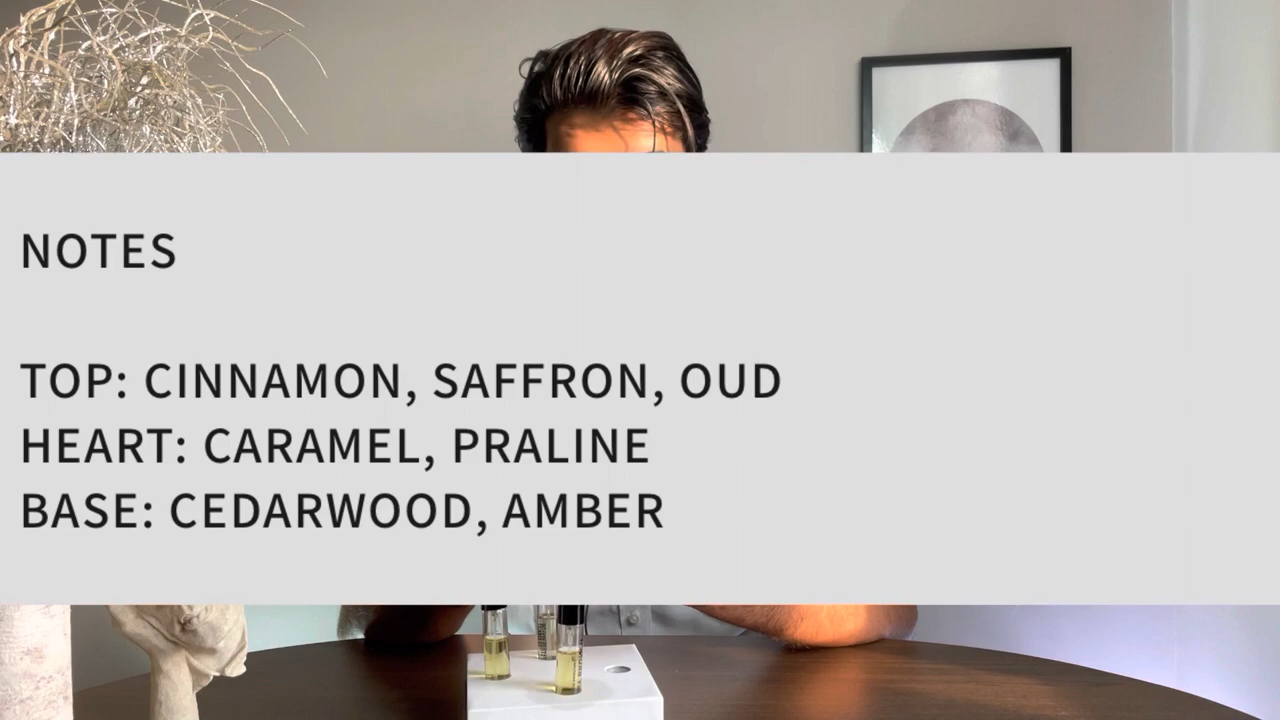 NOTES
TOP: CINNAMON, SAFFRON, OUD
HEART: CARAMEL, PRALINE
BASE: CEDARWOOD, AMBER